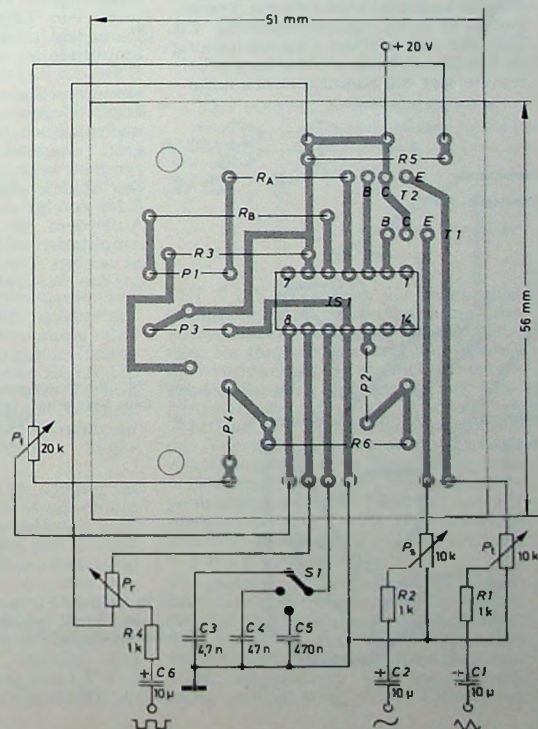 51 mm
+ 20 V
R5
RA
B C T2 E
RB
B C E T1
R3
P1
7 1
IS1
P3
8 14
56 mm
P4
P2
R6
Pf
20 k
S1
Ps
10 k
Pt
10 k
Pr
R2
1 k
R1
1 k
R4
1 k
C3
4,7 n
C4
47 n
C5
470 n
+ C6
10 µ
+ C2
10 µ
+ C1
10 µ